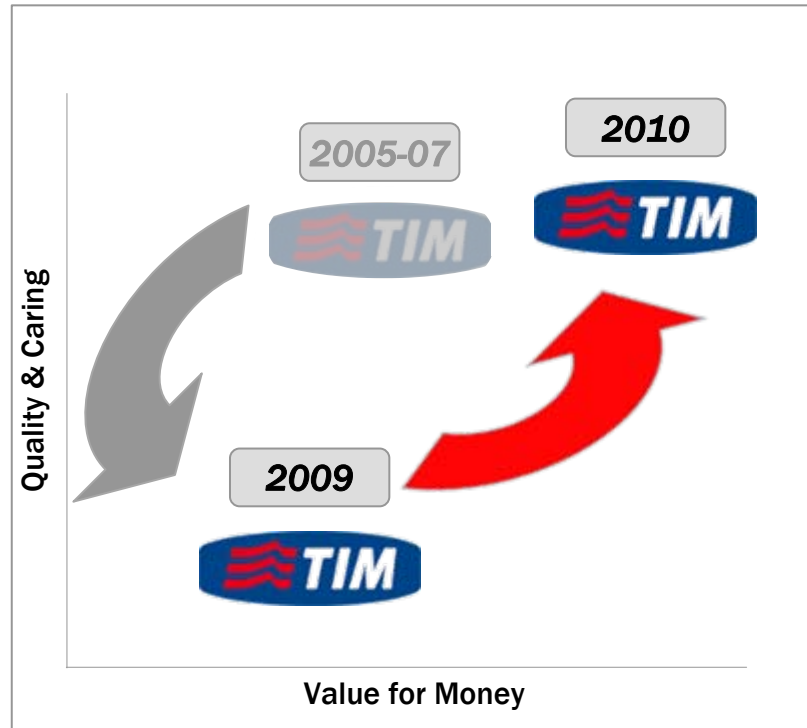 2010
2005-07
TIM
TIM
Quality & Caring
2009
TIM
Value for Money